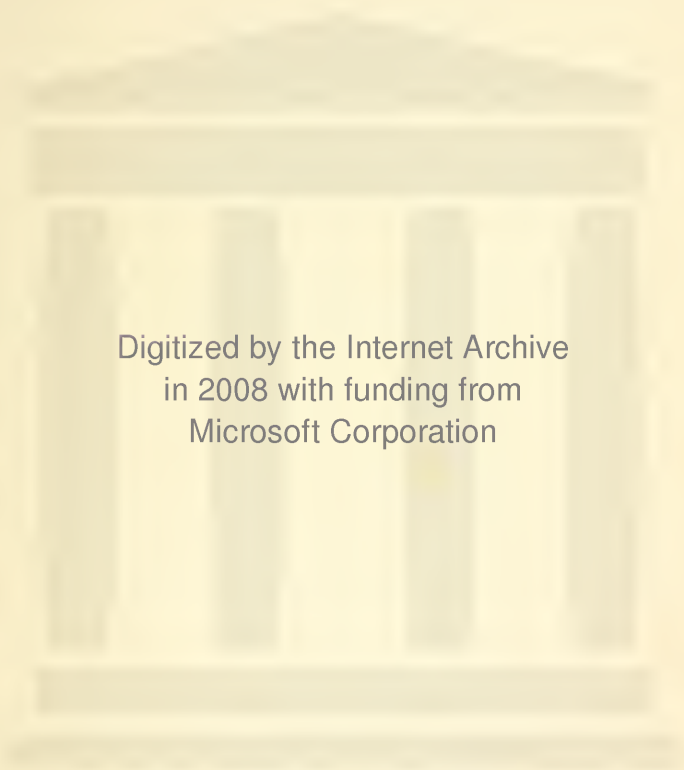 Digitized by the Internet Archive
in 2008 with funding from
Microsoft Corporation